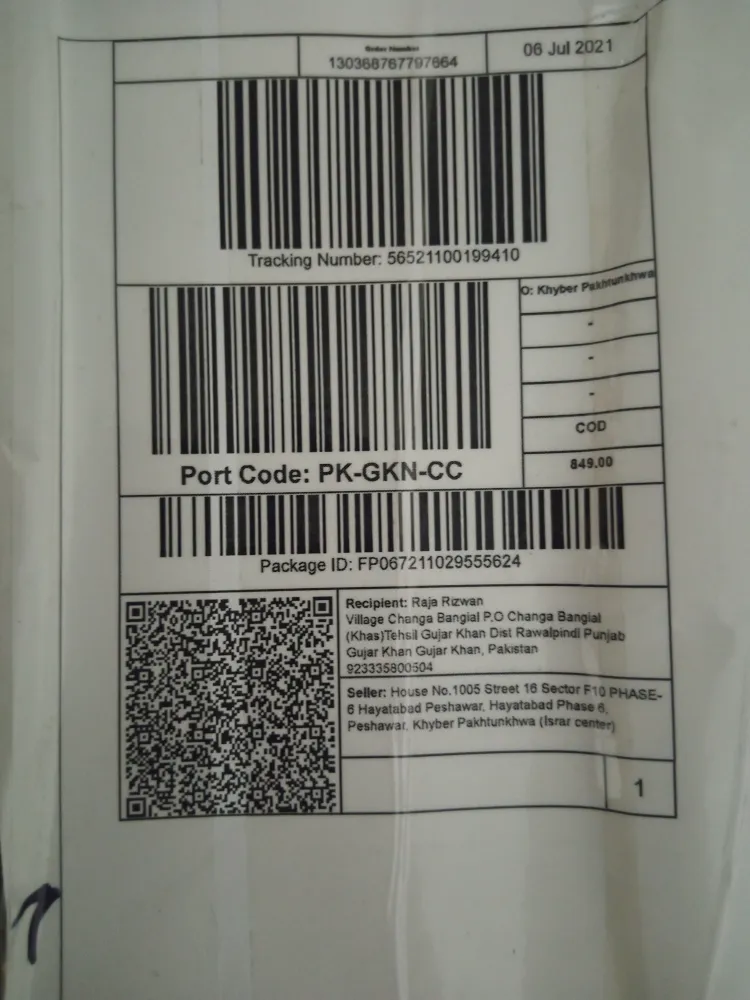 Order Number
130368767797664
06 Jul 2021
Tracking Number: 56521100199410
O: Khyber Pakhtunkhwa
-
-
-
COD
849.00
Port Code: PK-GKN-CC
Package ID: FP067211029555624
Recipient: Raja Rizwan
Village Changa Bangial P.O Changa Bangial
(Khas)Tehsil Gujar Khan Dist Rawalpindi Punjab
Gujar Khan Gujar Khan, Pakistan
923335800504
Seller: House No.1005 Street 16 Sector F10 PHASE-
6 Hayatabad Peshawar, Hayatabad Phase 6,
Peshawar, Khyber Pakhtunkhwa (Israr center)
1